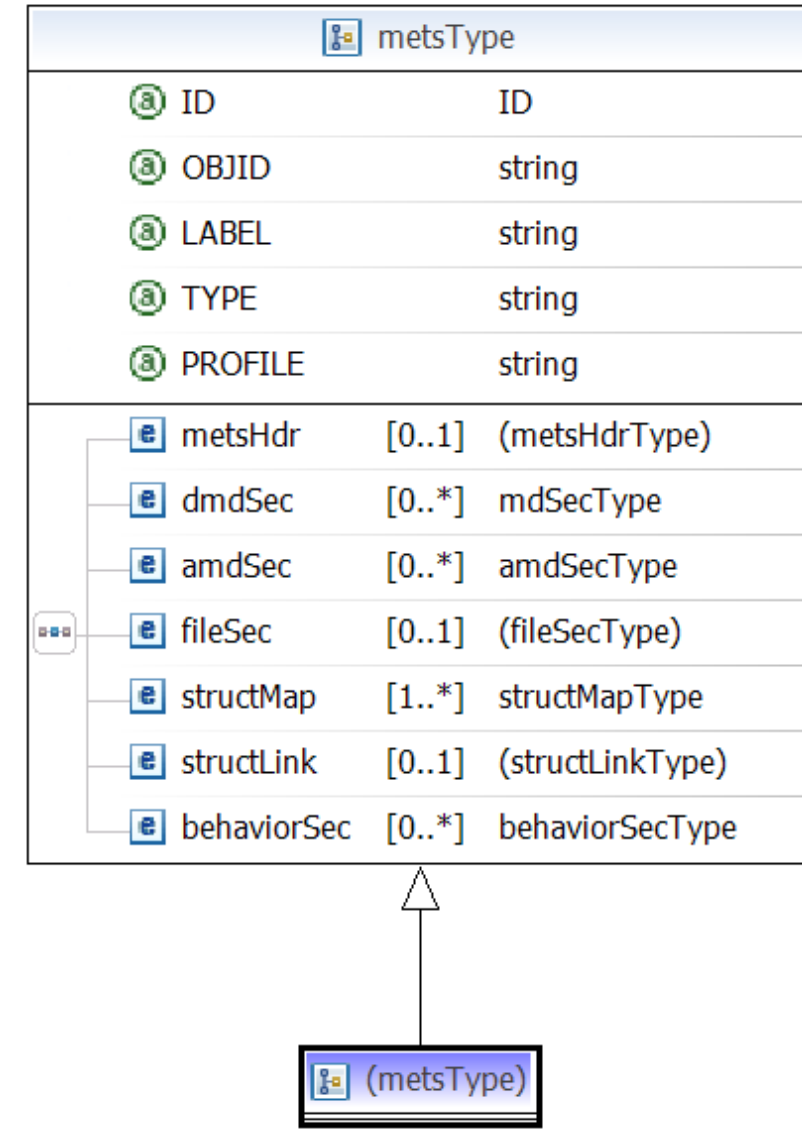 metsType
ID ID
OBJID string
LABEL string
TYPE string
PROFILE string
metsHdr [0..1] (metsHdrType)
dmdSec [0..*] mdSecType
amdSec [0..*] amdSecType
fileSec [0..1] (fileSecType)
structMap [1..*] structMapType
structLink [0..1] (structLinkType)
behaviorSec [0..*] behaviorSecType
(metsType)